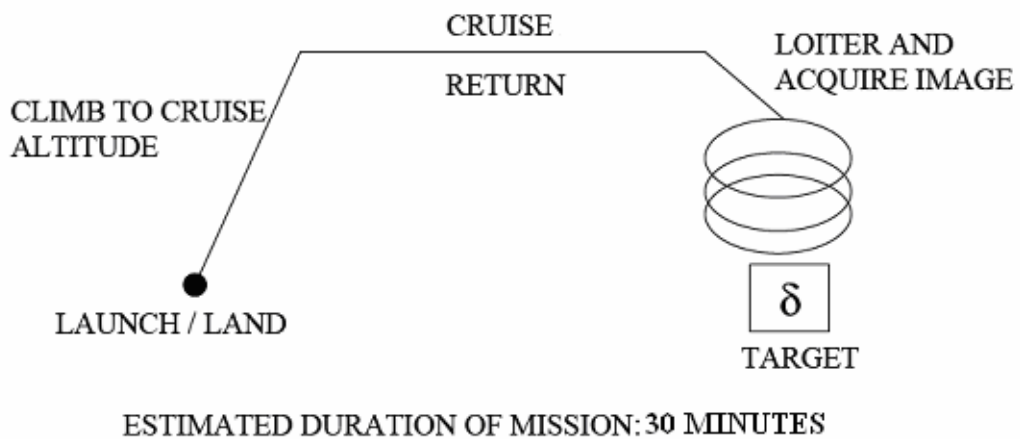 CRUISE
RETURN
LOITER AND
ACQUIRE IMAGE
CLIMB TO CRUISE
ALTITUDE
LAUNCH / LAND
δ
TARGET
ESTIMATED DURATION OF MISSION: 30 MINUTES